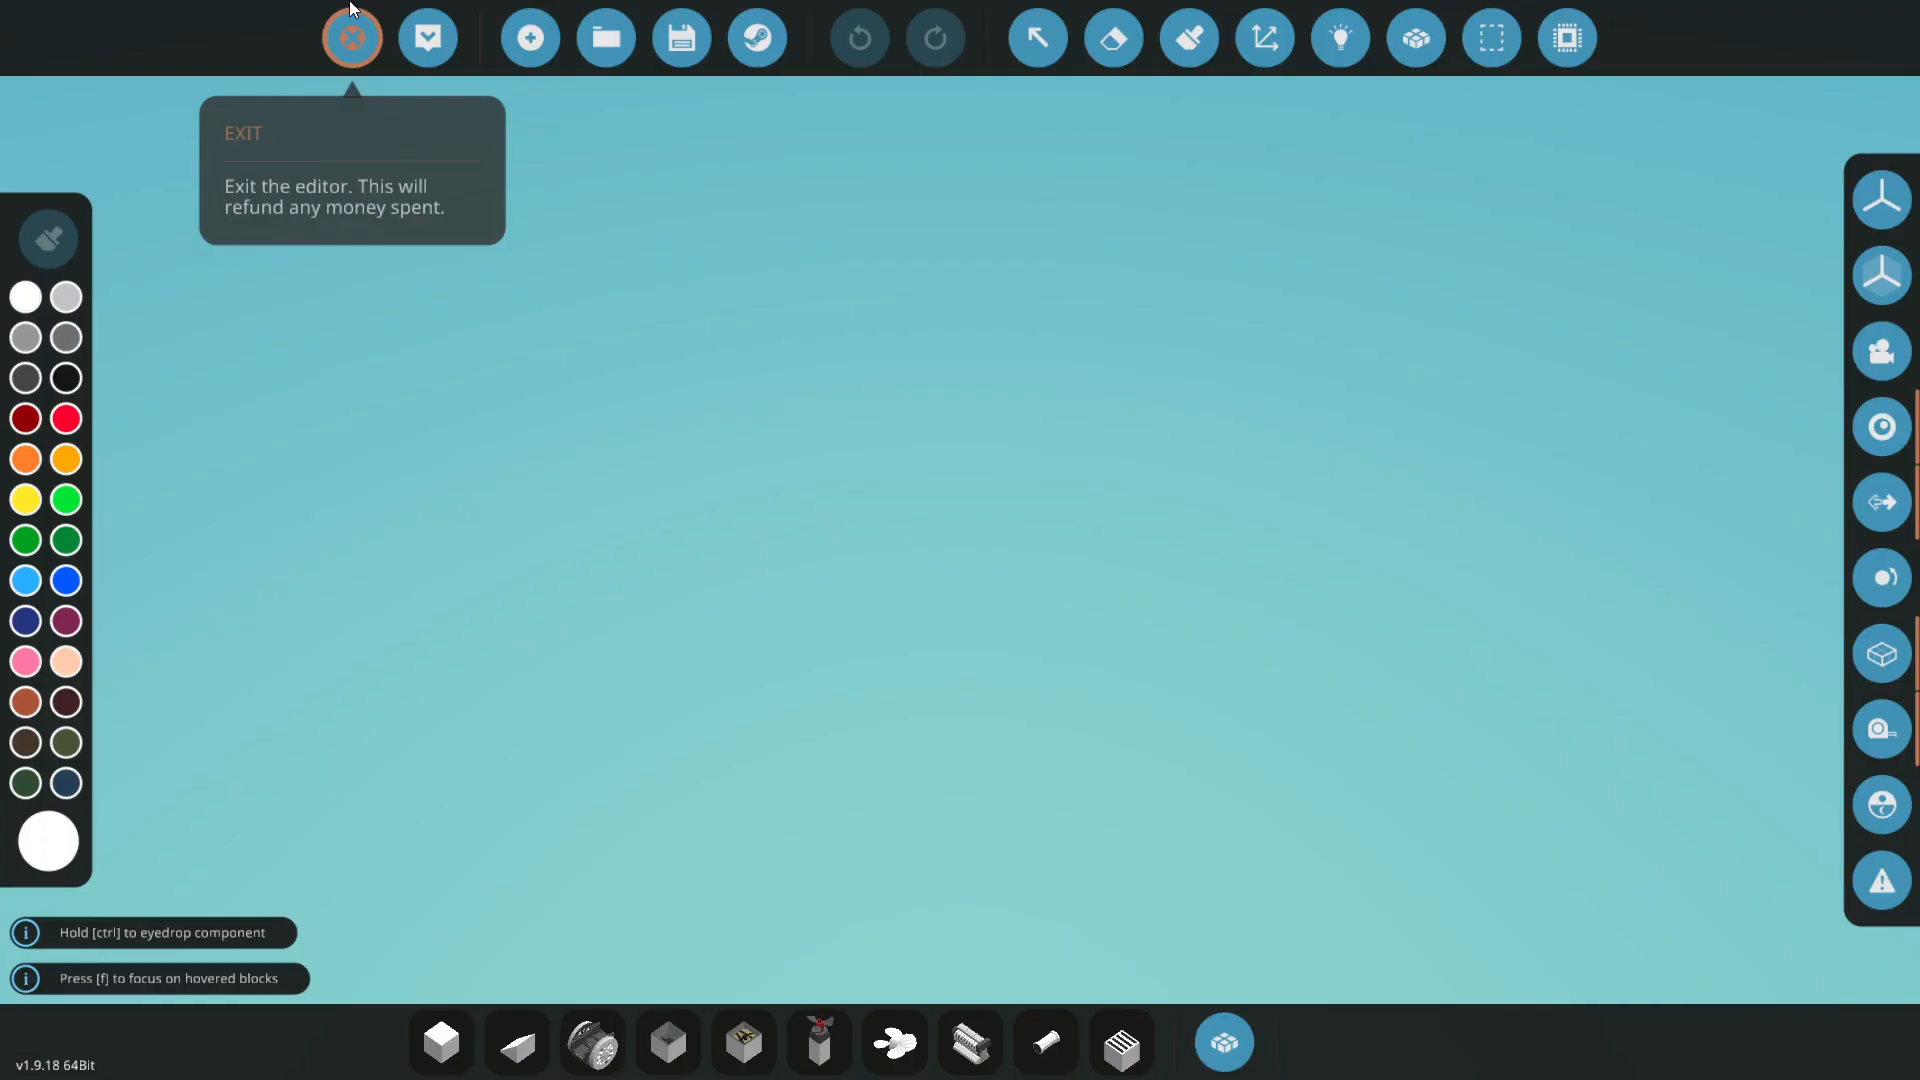 EXIT
Exit the editor. This will
refund any money spent.
Hold [ctrl] to eyedrop component
Press [f] to focus on hovered blocks
v1.9.18 64Bit